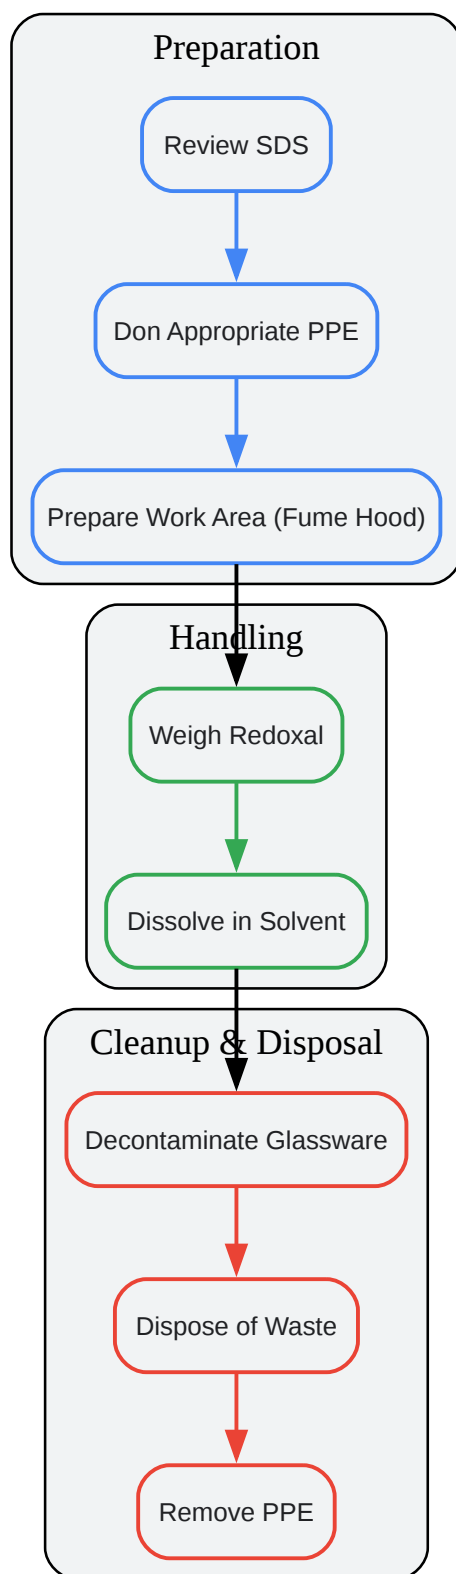 Preparation
Review SDS
Don Appropriate PPE
Prepare Work Area (Fume Hood)
Handling
Weigh Redoxal
Dissolve in Solvent
Cleanup & Disposal
Decontaminate Glassware
Dispose of Waste
Remove PPE